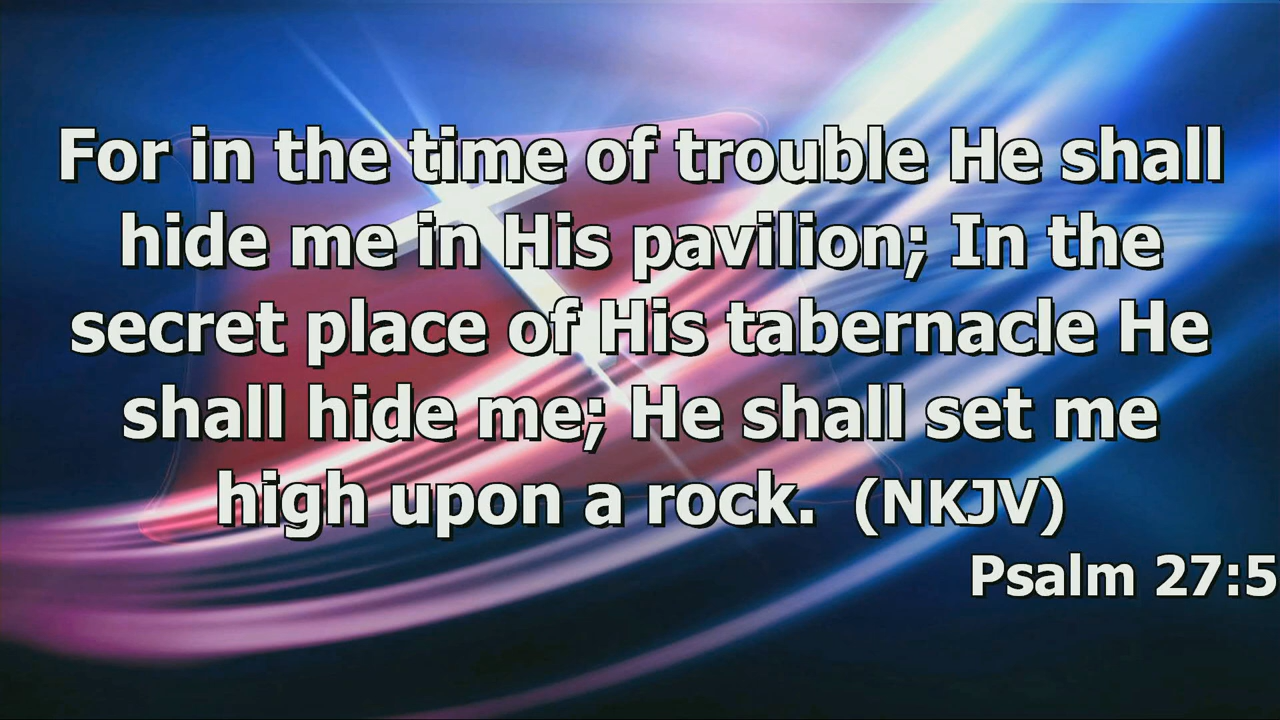 For in the time of trouble He shall
hide me in His pavilion; In the
secret place of His tabernacle He
shall hide me; He shall set me
high upon a rock. (NKJV)
Psalm 27:5